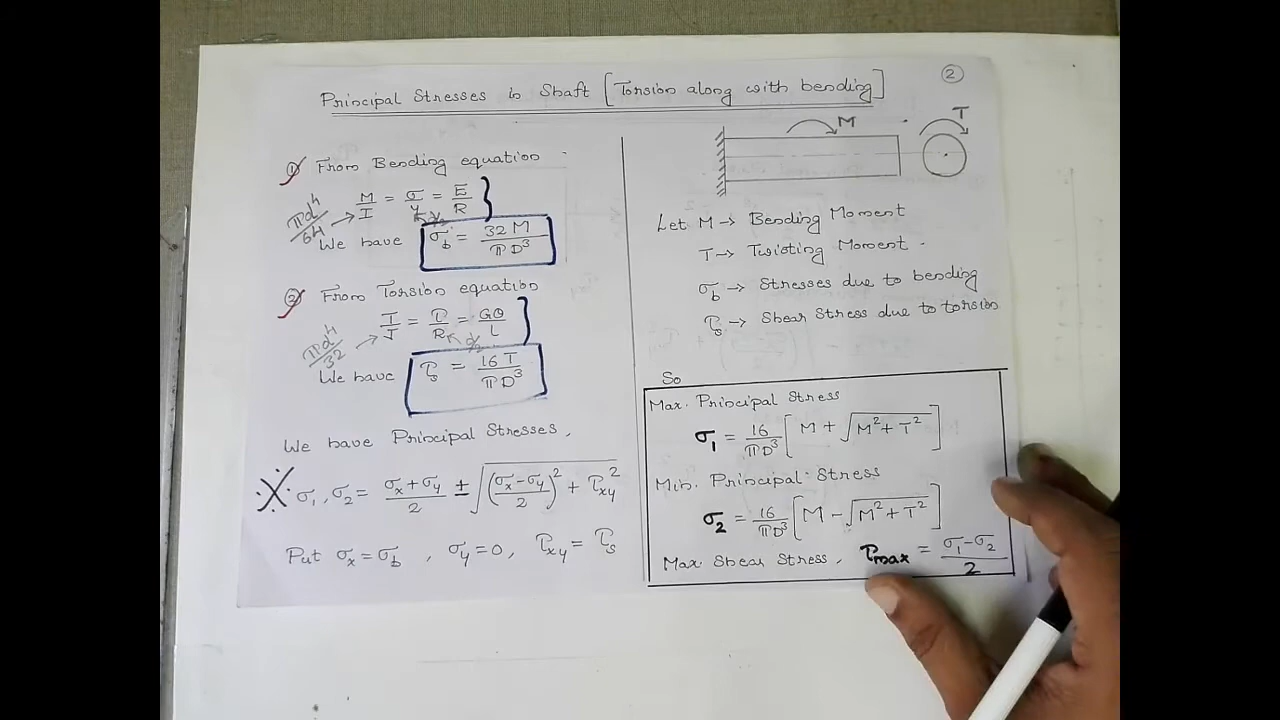 ②
Principal Stresses in Shaft [Torsion along with bending]
① From Bending equation
M/I = σ/y = E/R
πd⁴/64
We have σb = 32 M / πD³
② From Torsion equation
T/J = τ/R = Gθ/L
d/2
πd⁴/32
We have τs = 16 T / πD³
We have Principal Stresses,
σ1, σ2 = (σx + σy)/2 ± √(((σx - σy)/2)² + τxy²)
Put σx = σb, σy = 0, τxy = τs
M
T
Let M → Bending Moment
T → Twisting Moment
σb → Stresses due to bending
τs → Shear Stress due to torsion
So
Max. Principal Stress
σ1 = 16/πD³ [M + √(M² + T²)]
Min. Principal Stress
σ2 = 16/πD³ [M - √(M² + T²)]
Max Shear Stress, τmax = (σ1 - σ2)/2